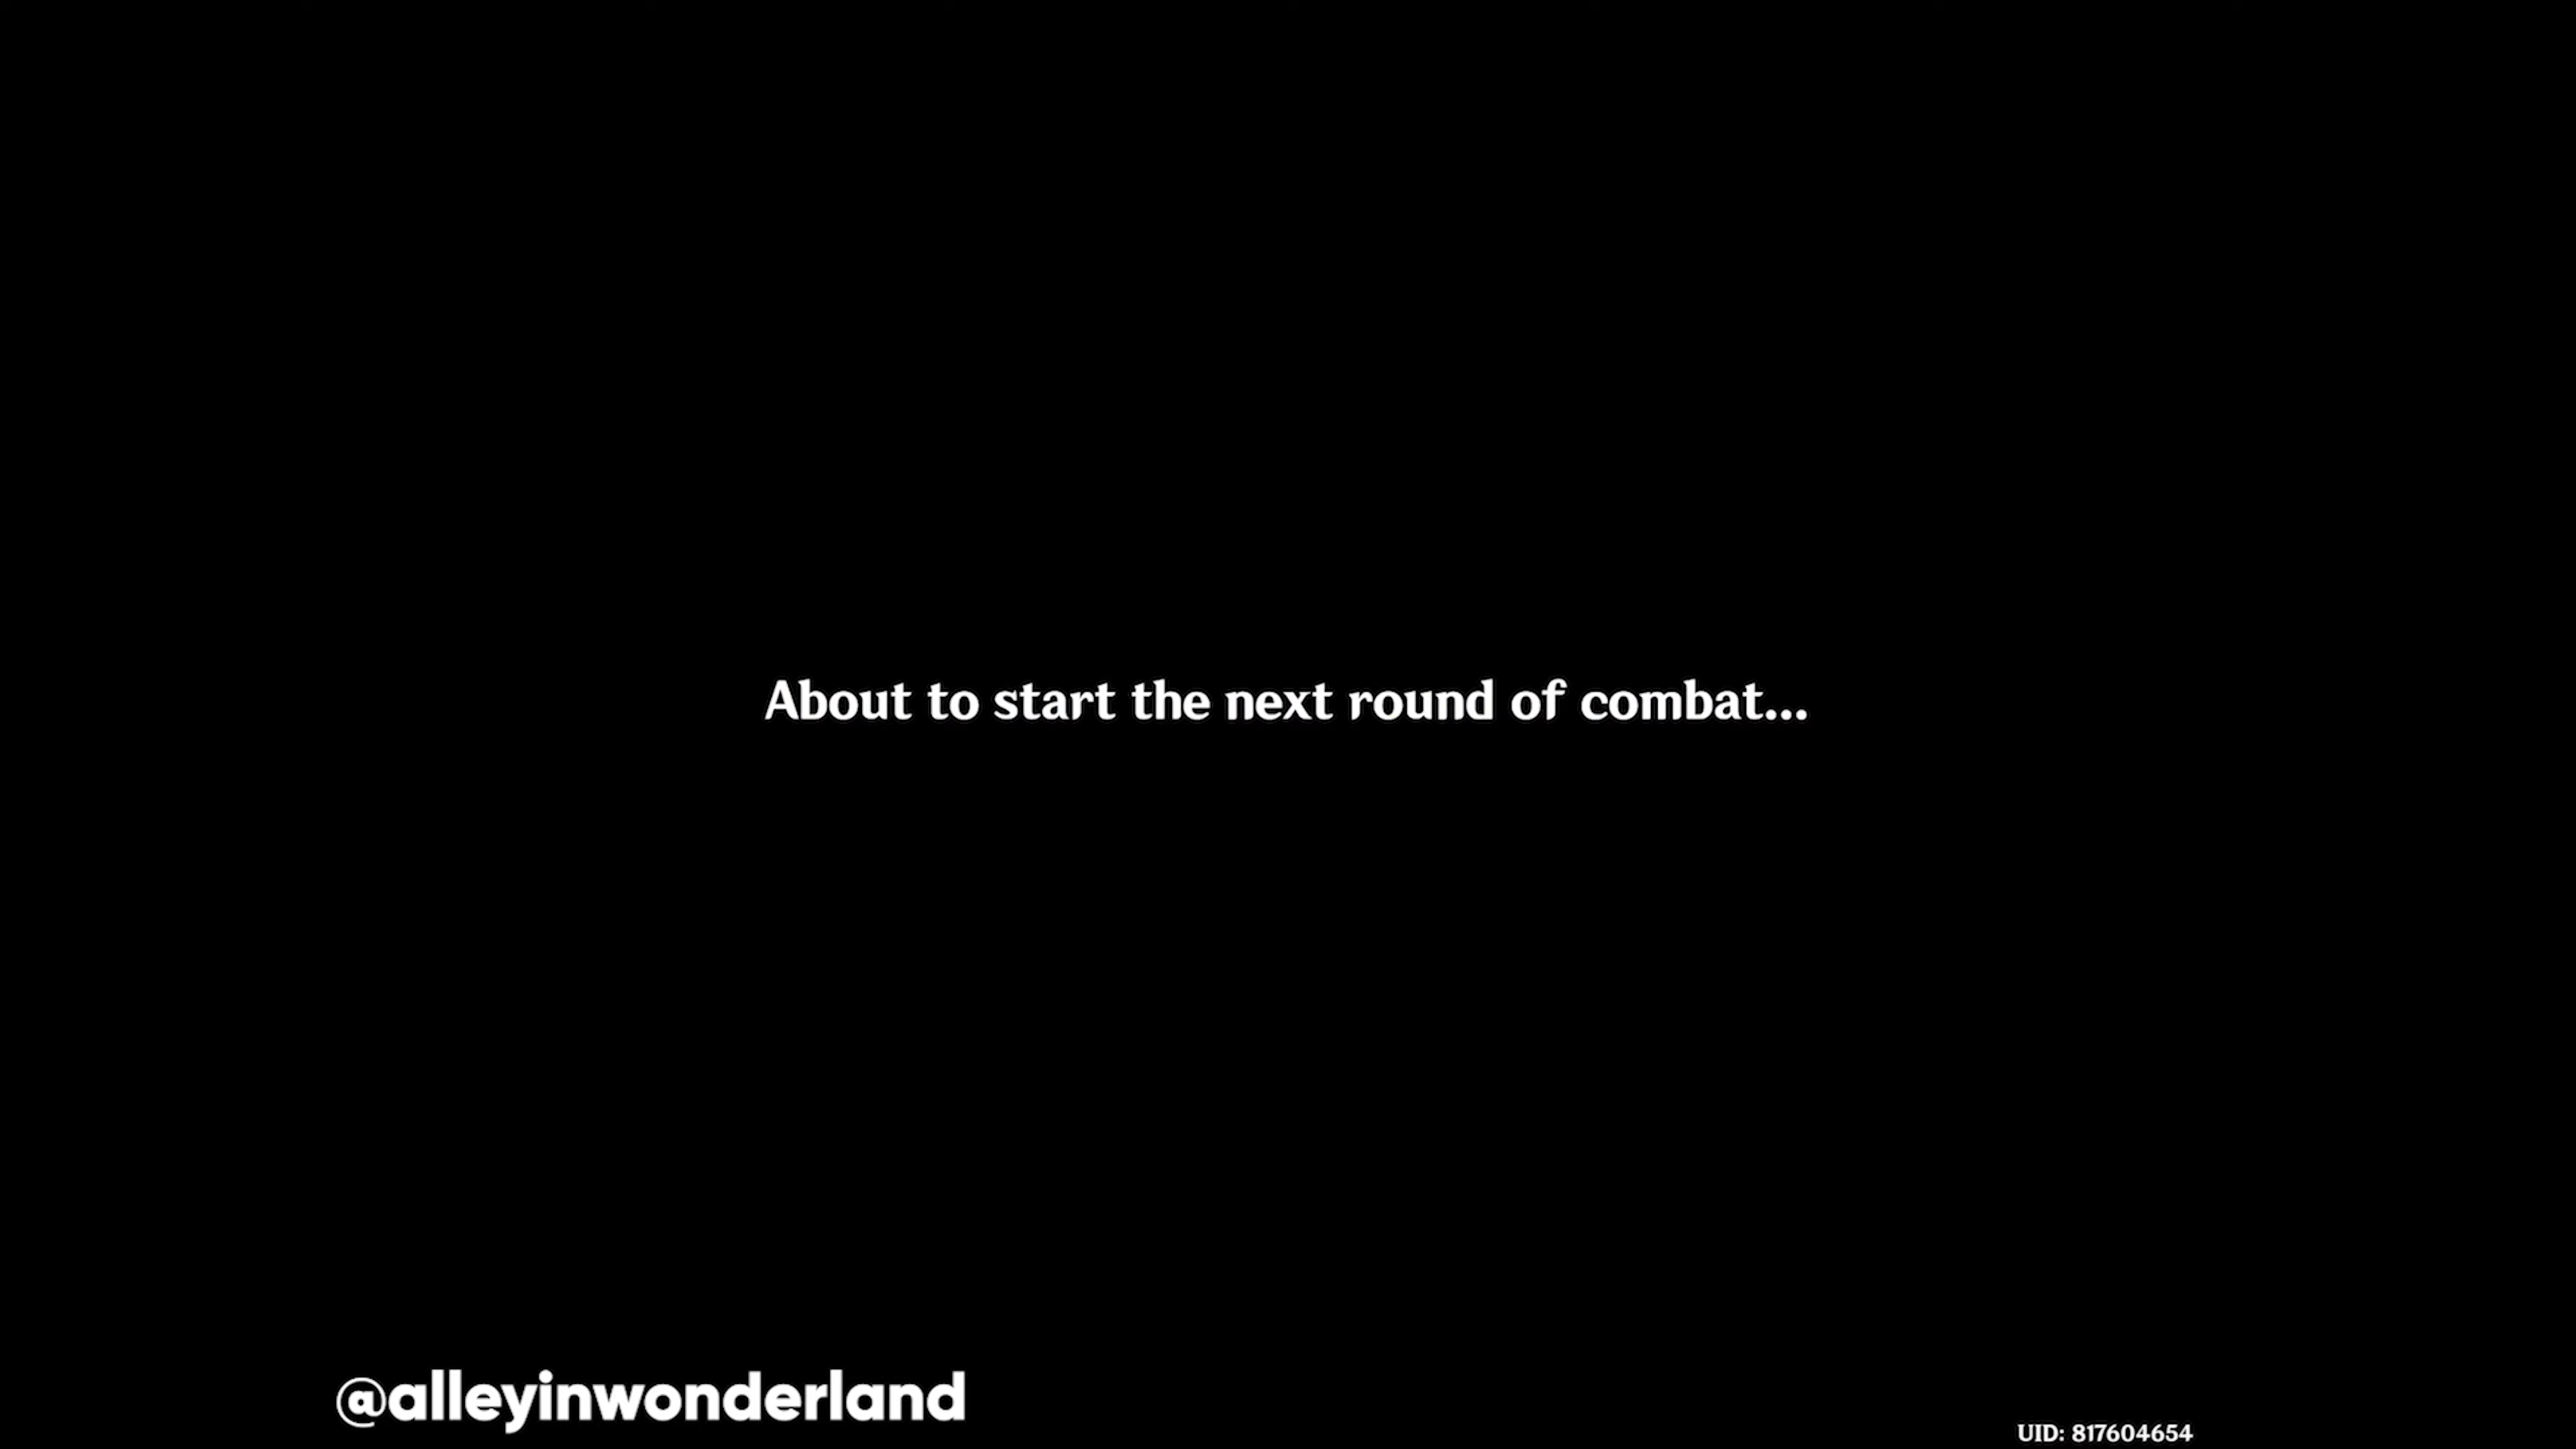 About to start the next round of combat...
@alleyinwonderland
UID: 817604654